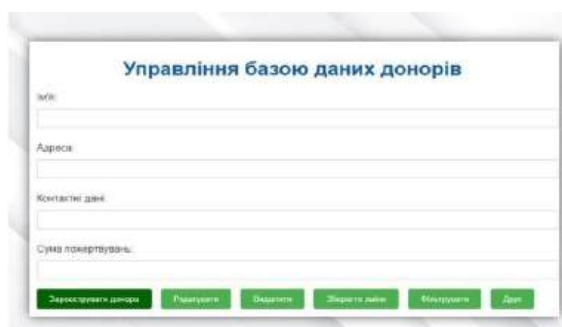 Управління базою даних донорів
Ім'я:
Адреса:
Контактні дані:
Сума пожертвувань:
Зареєструвати донора Редагувати Видалити Зберегти зміни Фільтрувати Друк